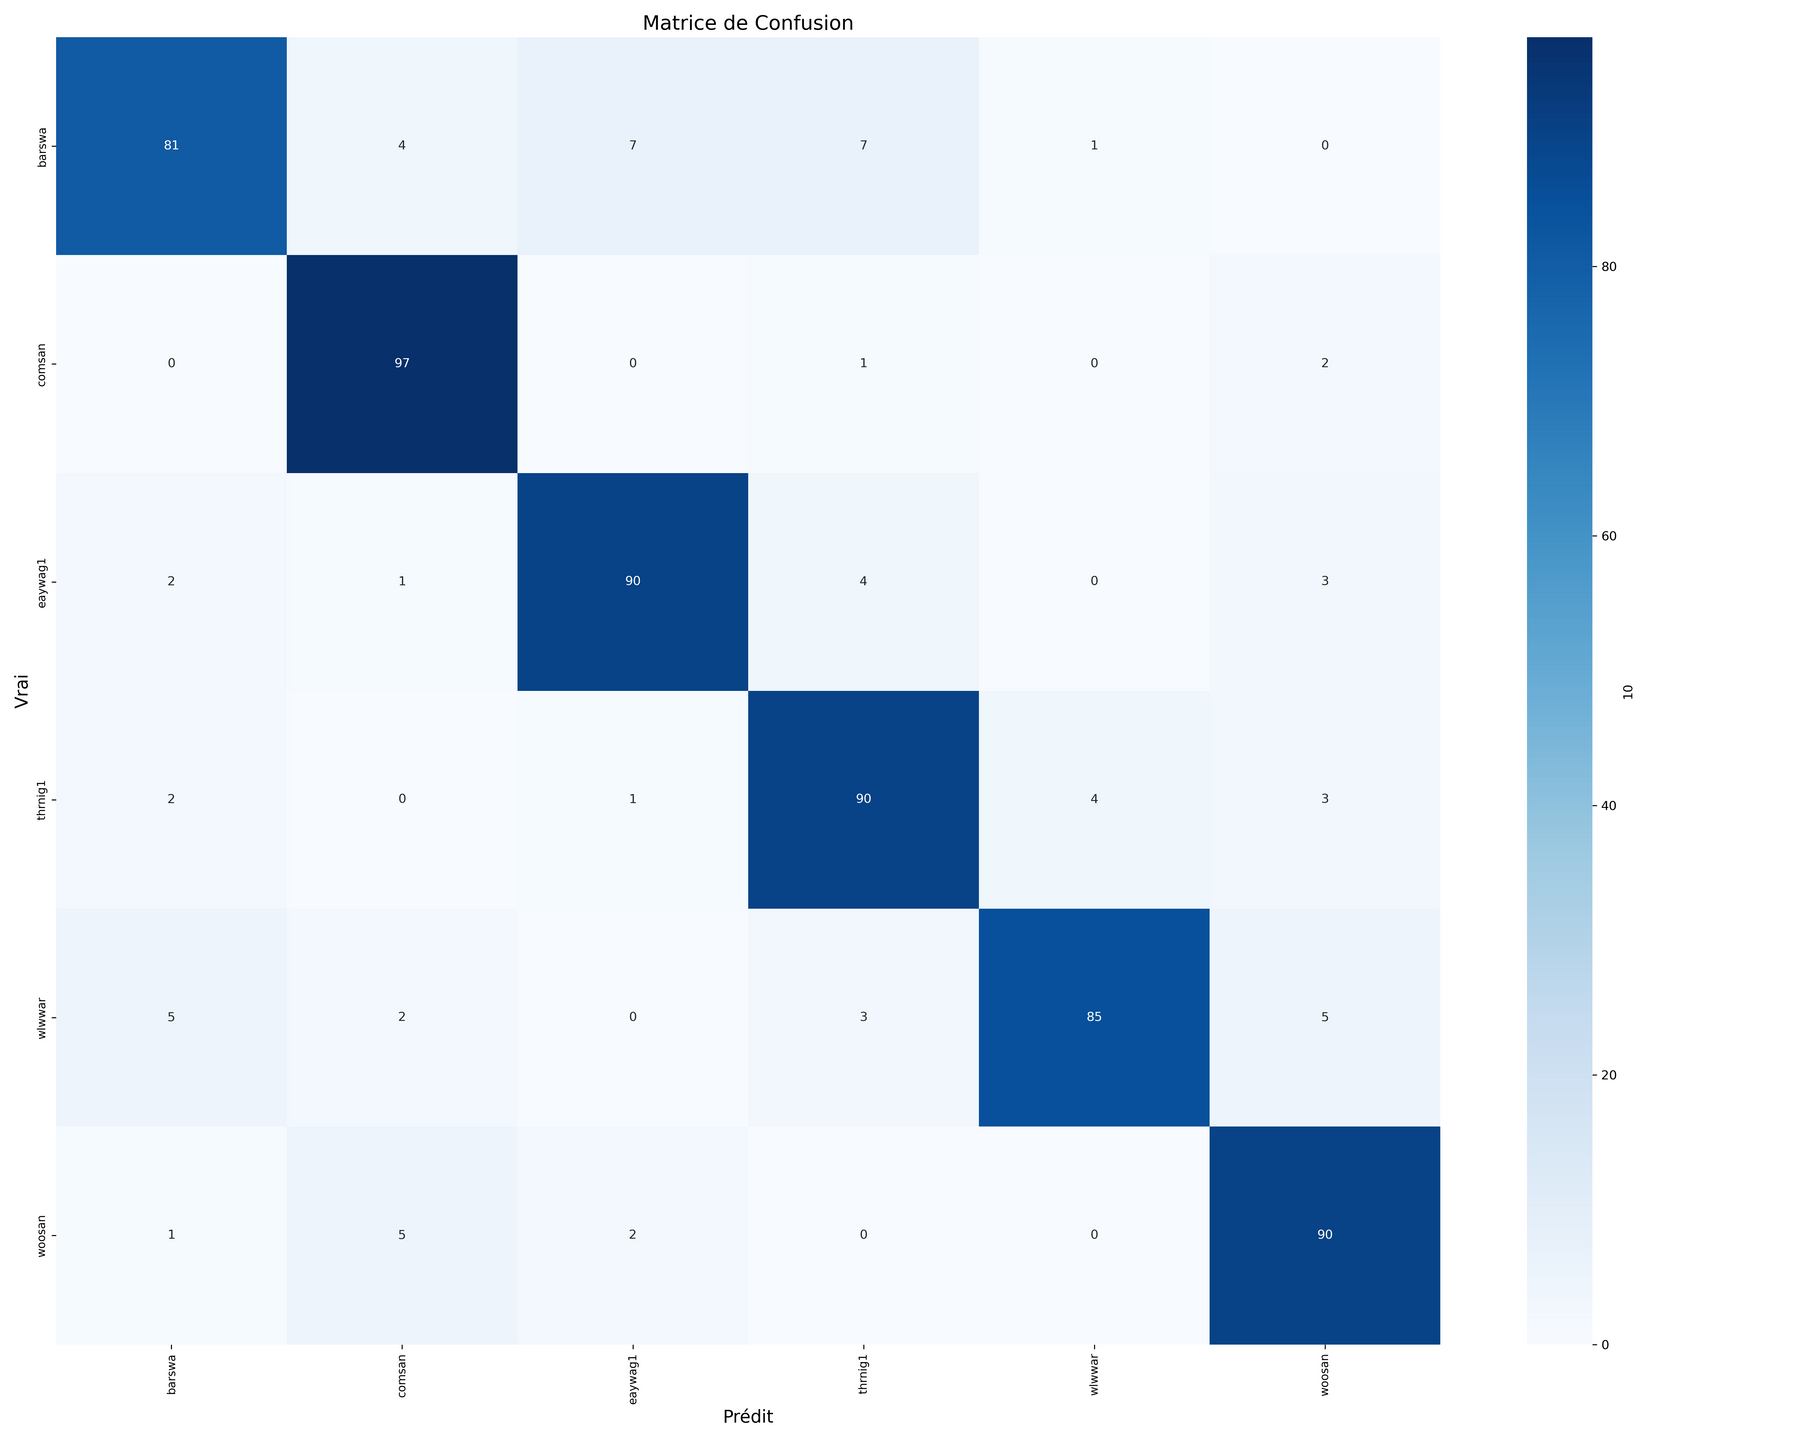 Matrice de Confusion
barswa 81 4 7 7 1 0
comsan 0 97 0 1 0 2
eaywag1 2 1 90 4 0 3
thrnig1 2 0 1 90 4 3
wlwwar 5 2 0 3 85 5
woosan 1 5 2 0 0 90
barswa comsan eaywag1 thrnig1 wlwwar woosan
Prédit
Vrai
80
60
10
40
20
0